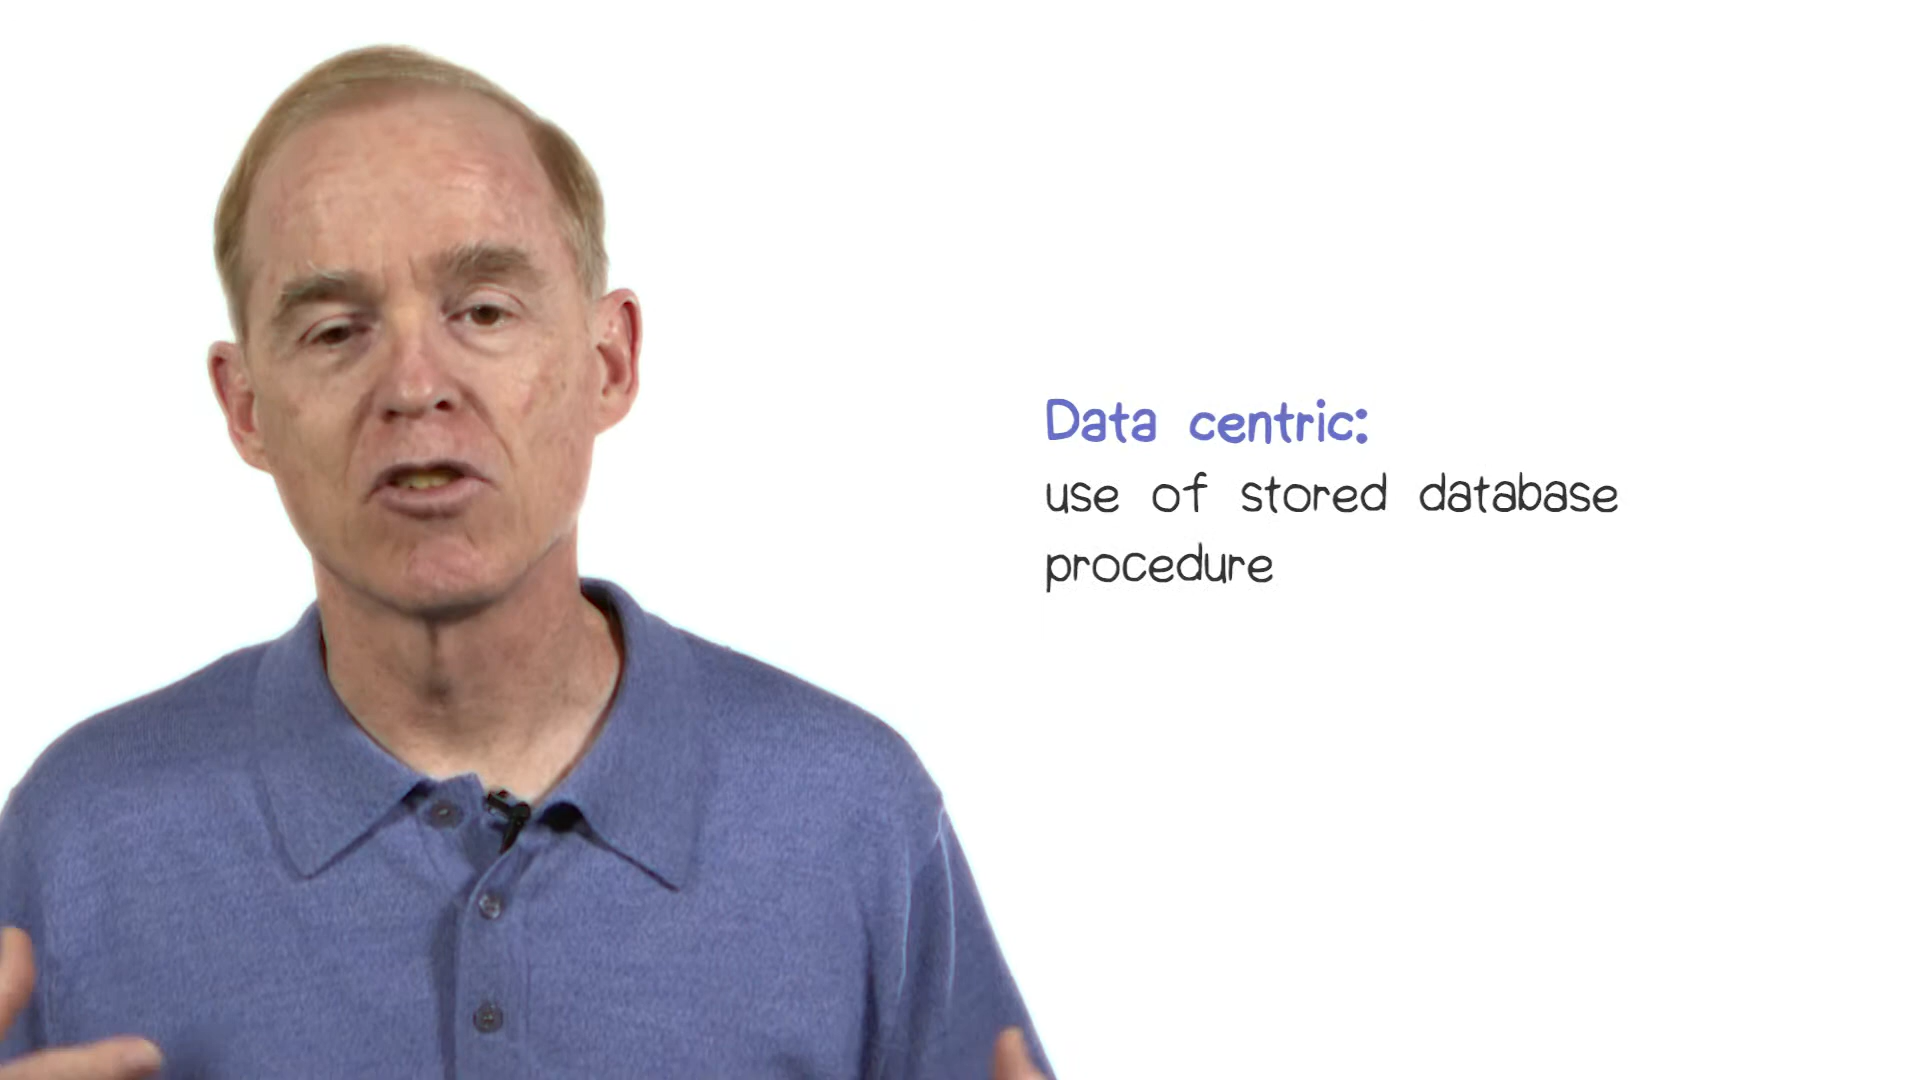 Data centric:
use of stored database
procedure